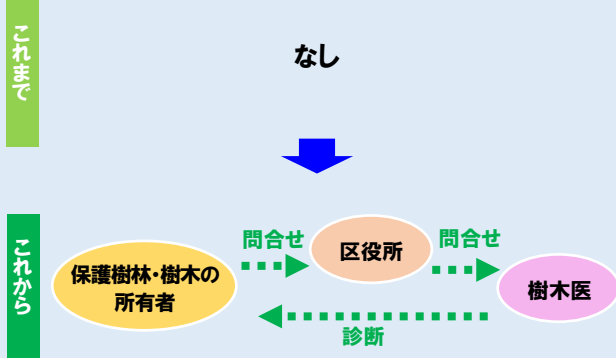 これまで
なし
これから
保護樹林・樹木の
所有者
問合せ
区役所
問合せ
樹木医
診断